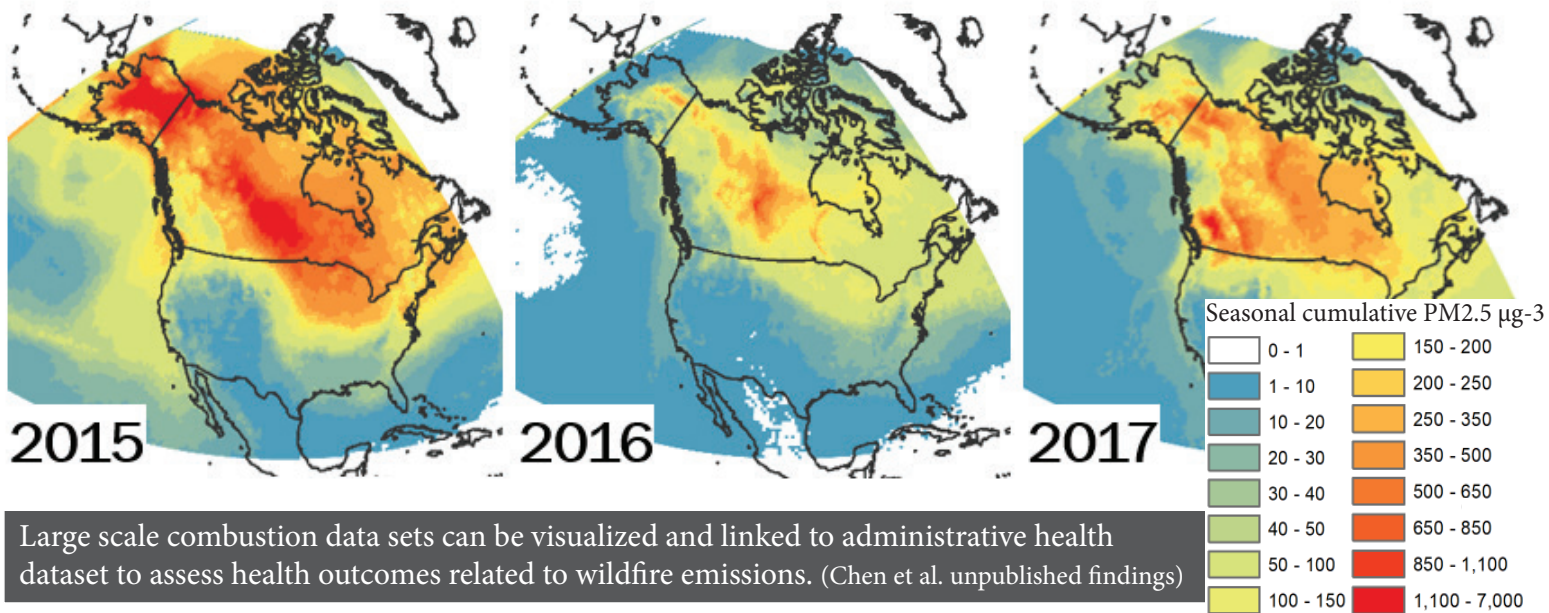 2015
2016
2017
Seasonal cumulative PM2.5 µg-3
0 - 1
1 - 10
10 - 20
20 - 30
30 - 40
40 - 50
50 - 100
100 - 150
150 - 200
200 - 250
250 - 350
350 - 500
500 - 650
650 - 850
850 - 1,100
1,100 - 7,000
Large scale combustion data sets can be visualized and linked to administrative health
dataset to assess health outcomes related to wildfire emissions. (Chen et al. unpublished findings)